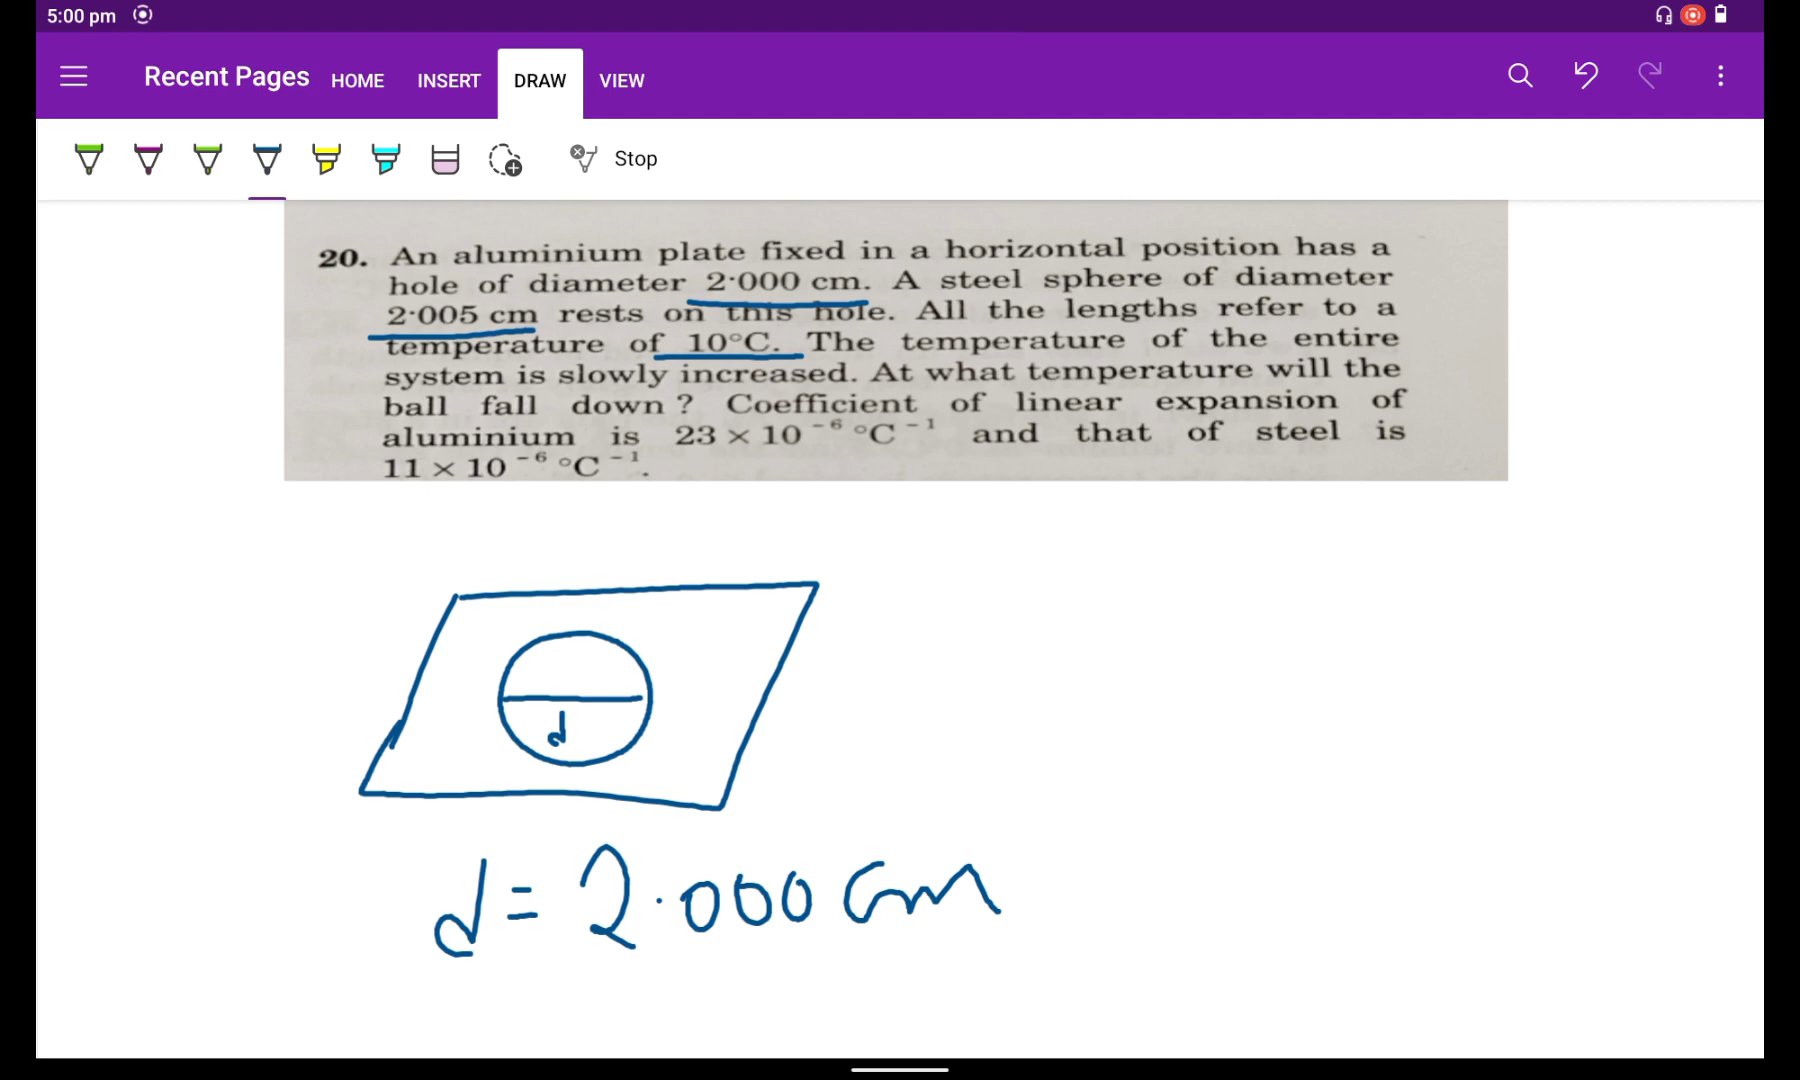 5:00 pm
Recent Pages HOME INSERT DRAW VIEW
Stop
20. An aluminium plate fixed in a horizontal position has a
hole of diameter 2·000 cm. A steel sphere of diameter
2·005 cm rests on this hole. All the lengths refer to a
temperature of 10°C. The temperature of the entire
system is slowly increased. At what temperature will the
ball fall down ? Coefficient of linear expansion of
aluminium is 23 × 10 ⁻⁶ °C ⁻¹ and that of steel is
11 × 10 ⁻⁶ °C ⁻¹.
d
d = 2.000 cm